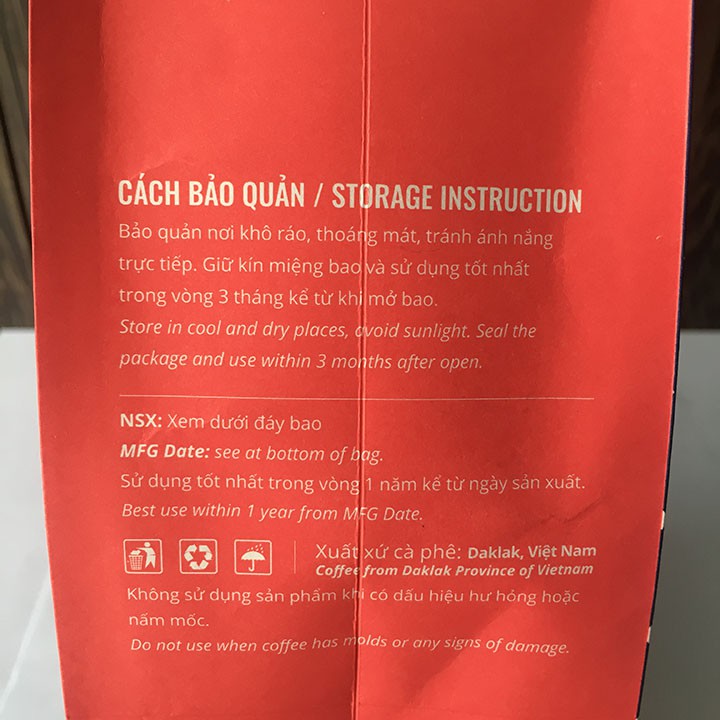 CÁCH BẢO QUẢN / STORAGE INSTRUCTION
Bảo quản nơi khô ráo, thoáng mát, tránh ánh nắng
trực tiếp. Giữ kín miệng bao và sử dụng tốt nhất
trong vòng 3 tháng kể từ khi mở bao.
Store in cool and dry places, avoid sunlight. Seal the
package and use within 3 months after open.
NSX: Xem dưới đáy bao
MFG Date: see at bottom of bag.
Sử dụng tốt nhất trong vòng 1 năm kể từ ngày sản xuất.
Best use within 1 year from MFG Date.
Xuất xứ cà phê: Daklak, Việt Nam
Coffee from Daklak Province of Vietnam
Không sử dụng sản phẩm khi có dấu hiệu hư hỏng hoặc
nấm mốc.
Do not use when coffee has molds or any signs of damage.